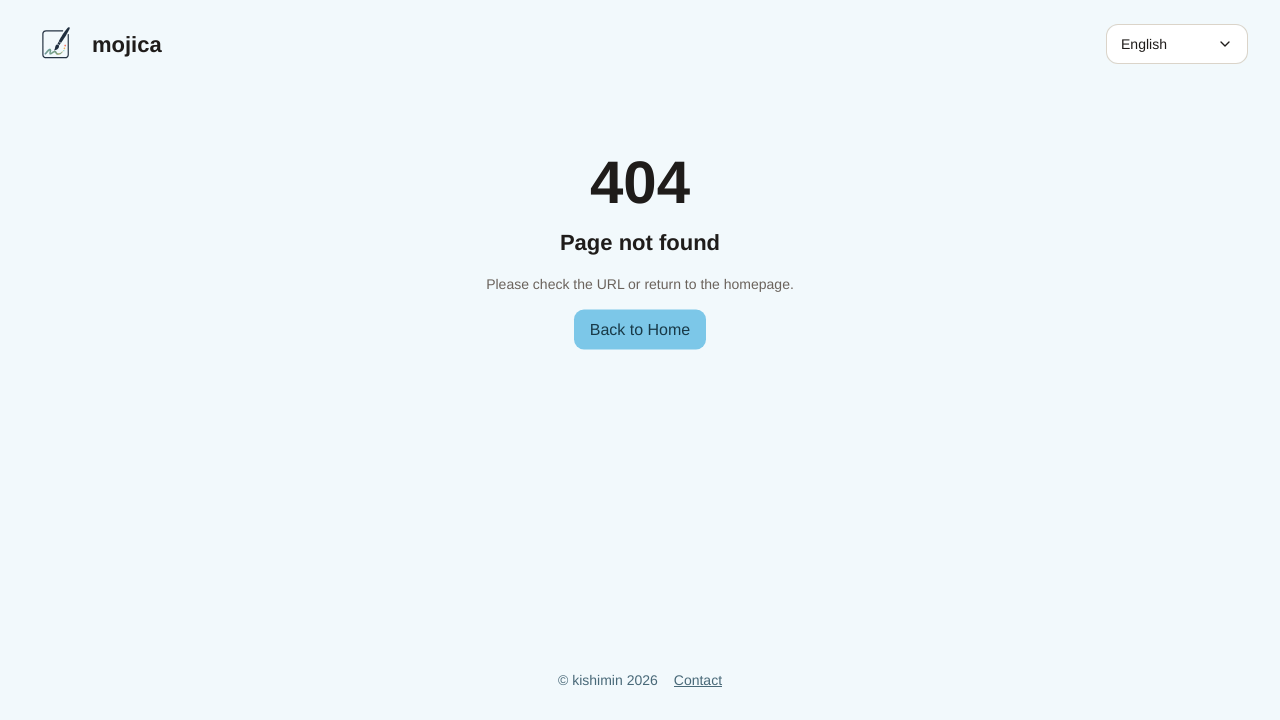 mojica
English
404
Page not found
Please check the URL or return to the homepage.
Back to Home
© kishimin 2026 Contact